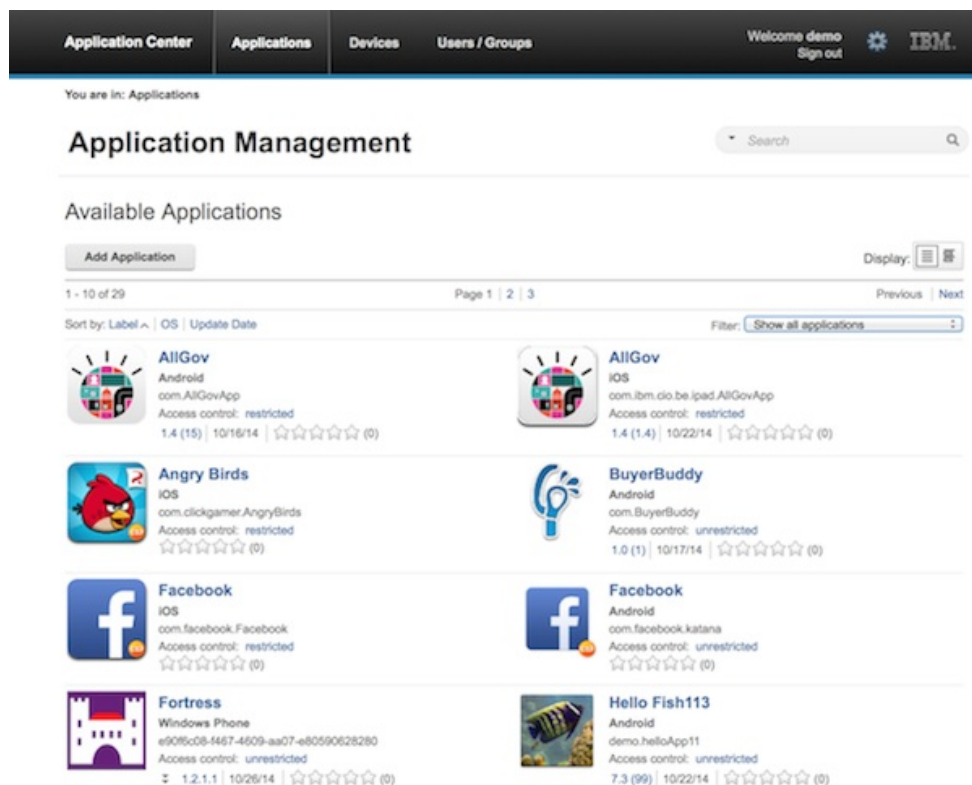 Application Center Applications Devices Users / Groups Welcome demo IBM.
Sign out
You are in: Applications
Application Management Search
Available Applications
Add Application Display:
1 - 10 of 29 Page 1 | 2 | 3 Previous | Next
Sort by: Label | OS | Update Date Filter: Show all applications
AllGov
Android
com.AllGovApp
Access control: restricted
1.4 (15) | 10/16/14 | (0)
AllGov
iOS
com.ibm.cio.be.ipad.AllGovApp
Access control: restricted
1.4 (1.4) | 10/22/14 | (0)
Angry Birds
iOS
com.clickgamer.AngryBirds
Access control: restricted
(0)
BuyerBuddy
Android
com.BuyerBuddy
Access control: unrestricted
1.0 (1) | 10/17/14 | (0)
Facebook
iOS
com.facebook.Facebook
Access control: restricted
(0)
Facebook
Android
com.facebook.katana
Access control: unrestricted
(0)
Fortress
Windows Phone
e90f6c08-f467-4609-aa07-e80590628280
Access control: unrestricted
1.2.1.1 | 10/26/14 | (0)
Hello Fish113
Android
demo.helloApp11
Access control: unrestricted
7.3 (99) | 10/22/14 | (0)